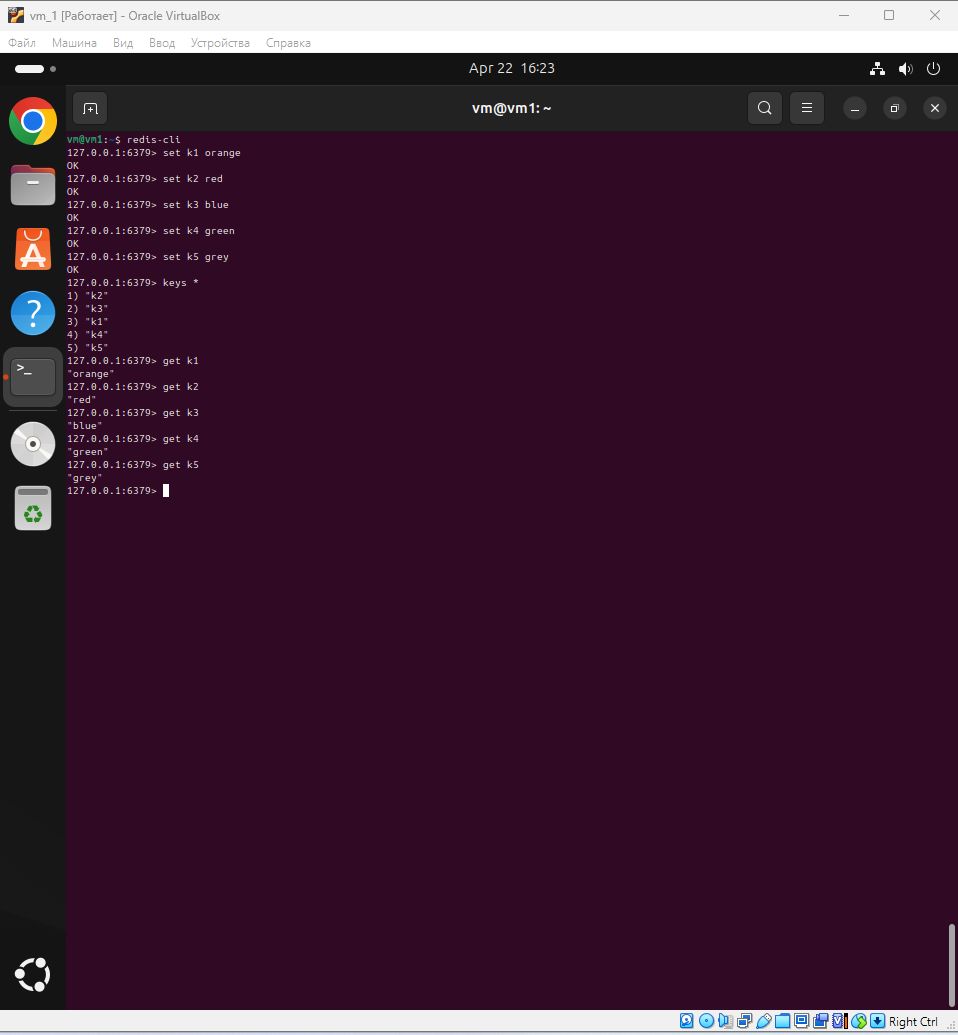 vm_1 [Работает] - Oracle VirtualBox
Файл Машина Вид Ввод Устройства Справка
Apr 22 16:23
vm@vm1: ~
vm@vm1:~$ redis-cli
127.0.0.1:6379> set k1 orange
OK
127.0.0.1:6379> set k2 red
OK
127.0.0.1:6379> set k3 blue
OK
127.0.0.1:6379> set k4 green
OK
127.0.0.1:6379> set k5 grey
OK
127.0.0.1:6379> keys *
1) "k2"
2) "k3"
3) "k1"
4) "k4"
5) "k5"
127.0.0.1:6379> get k1
"orange"
127.0.0.1:6379> get k2
"red"
127.0.0.1:6379> get k3
"blue"
127.0.0.1:6379> get k4
"green"
127.0.0.1:6379> get k5
"grey"
127.0.0.1:6379>
Right Ctrl